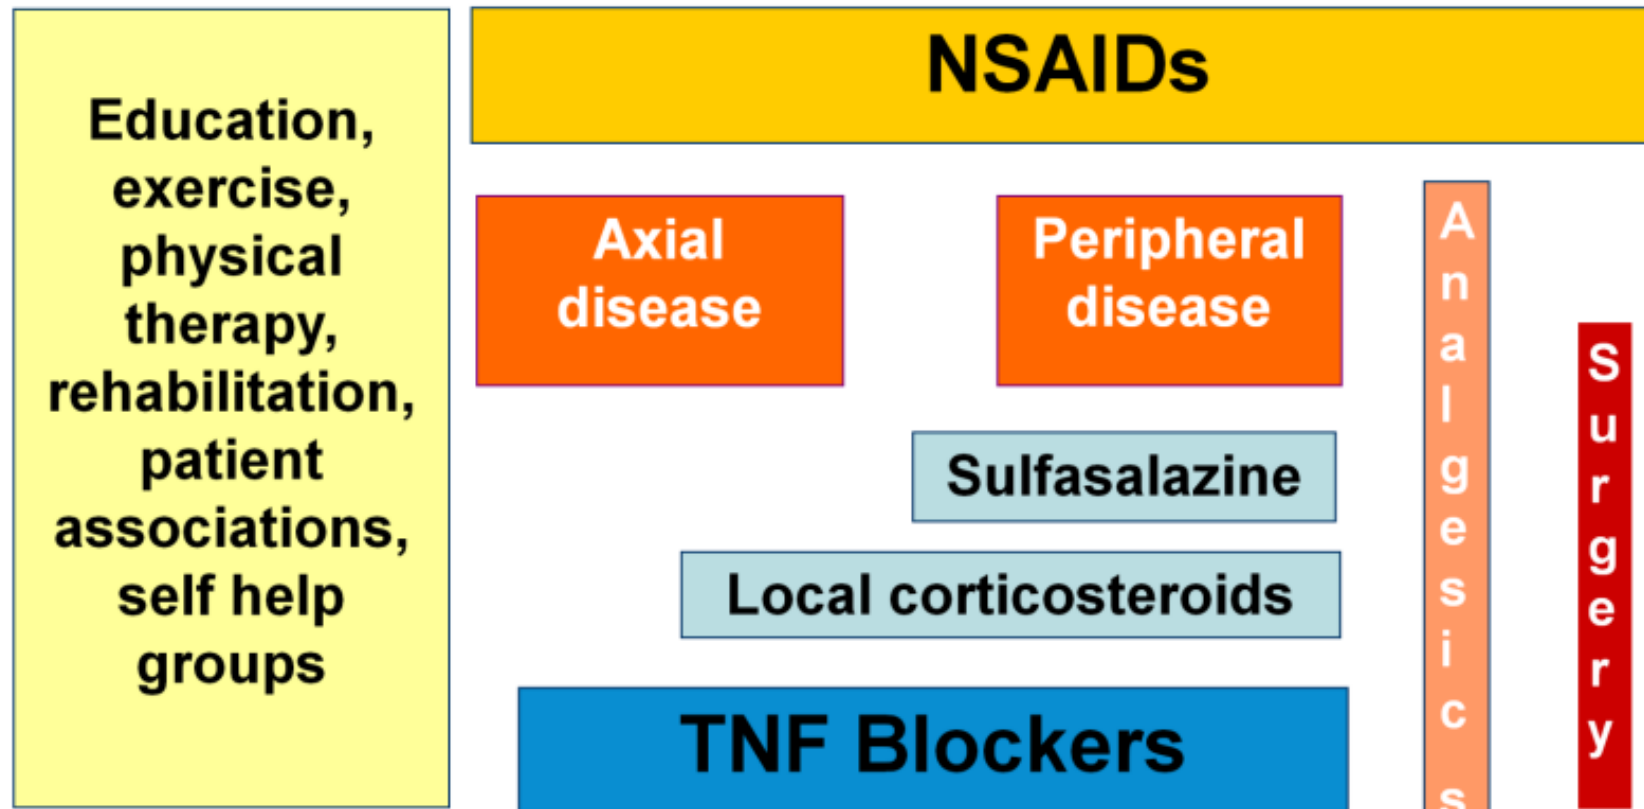 Education,
exercise,
physical
therapy,
rehabilitation,
patient
associations,
self help
groups
NSAIDs
Axial
disease
Peripheral
disease
Sulfasalazine
Local corticosteroids
TNF Blockers
Analgesics
Surgery